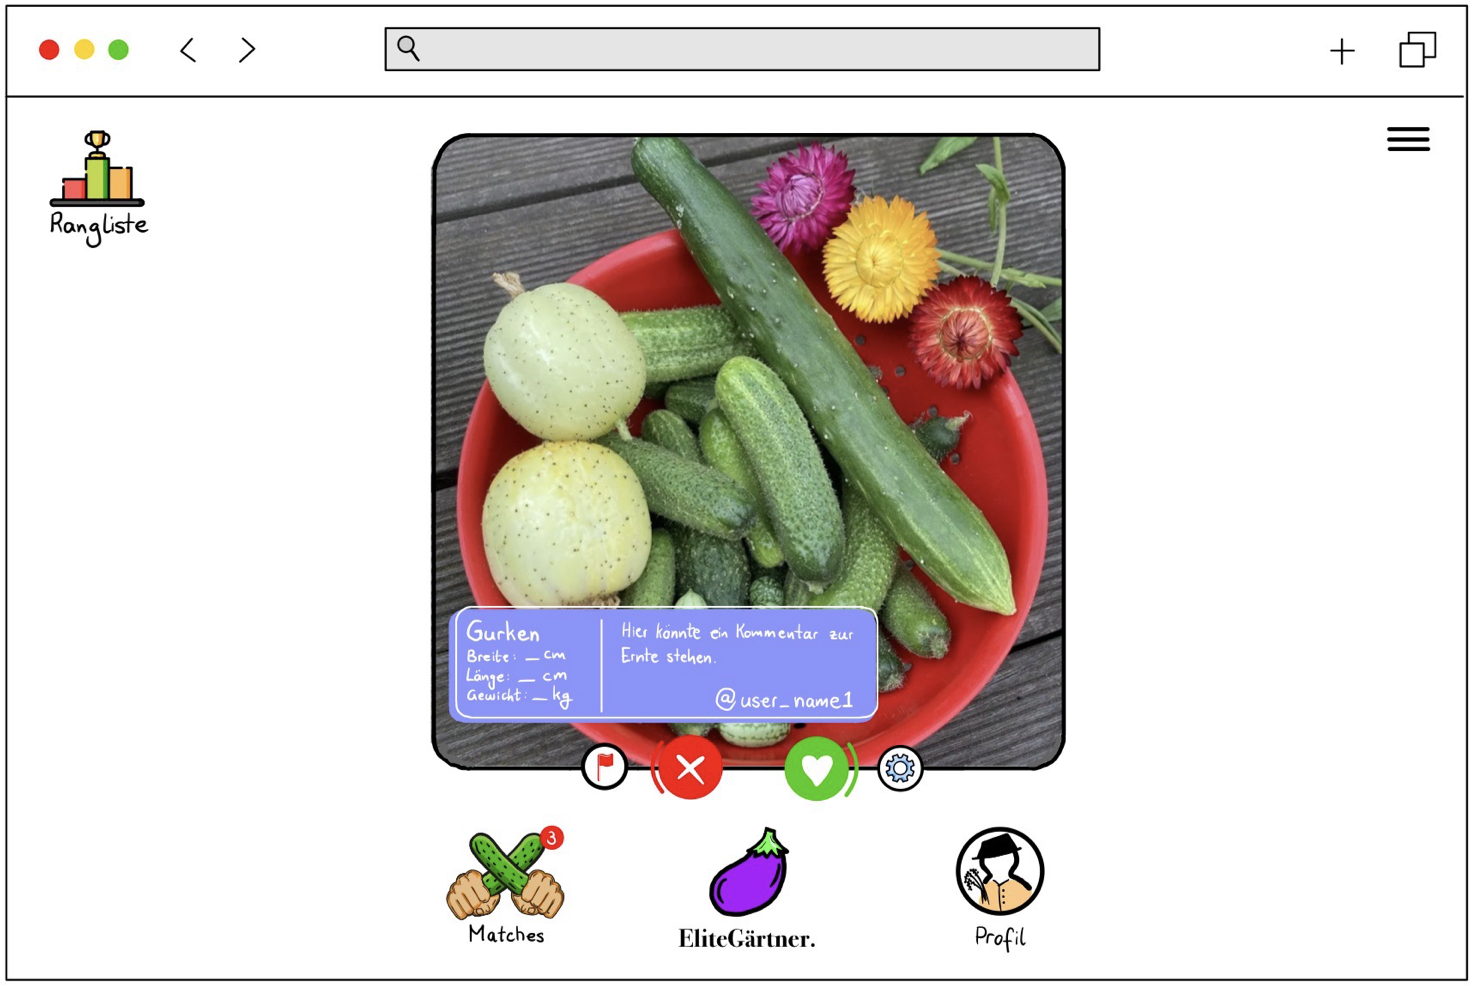 Rangliste
Gurken
Breite: _ cm
Länge: _ cm
Gewicht: _ kg
Hier könnte ein Kommentar zur
Ernte stehen.
@user_name1
3
Matches
EliteGärtner.
Profil